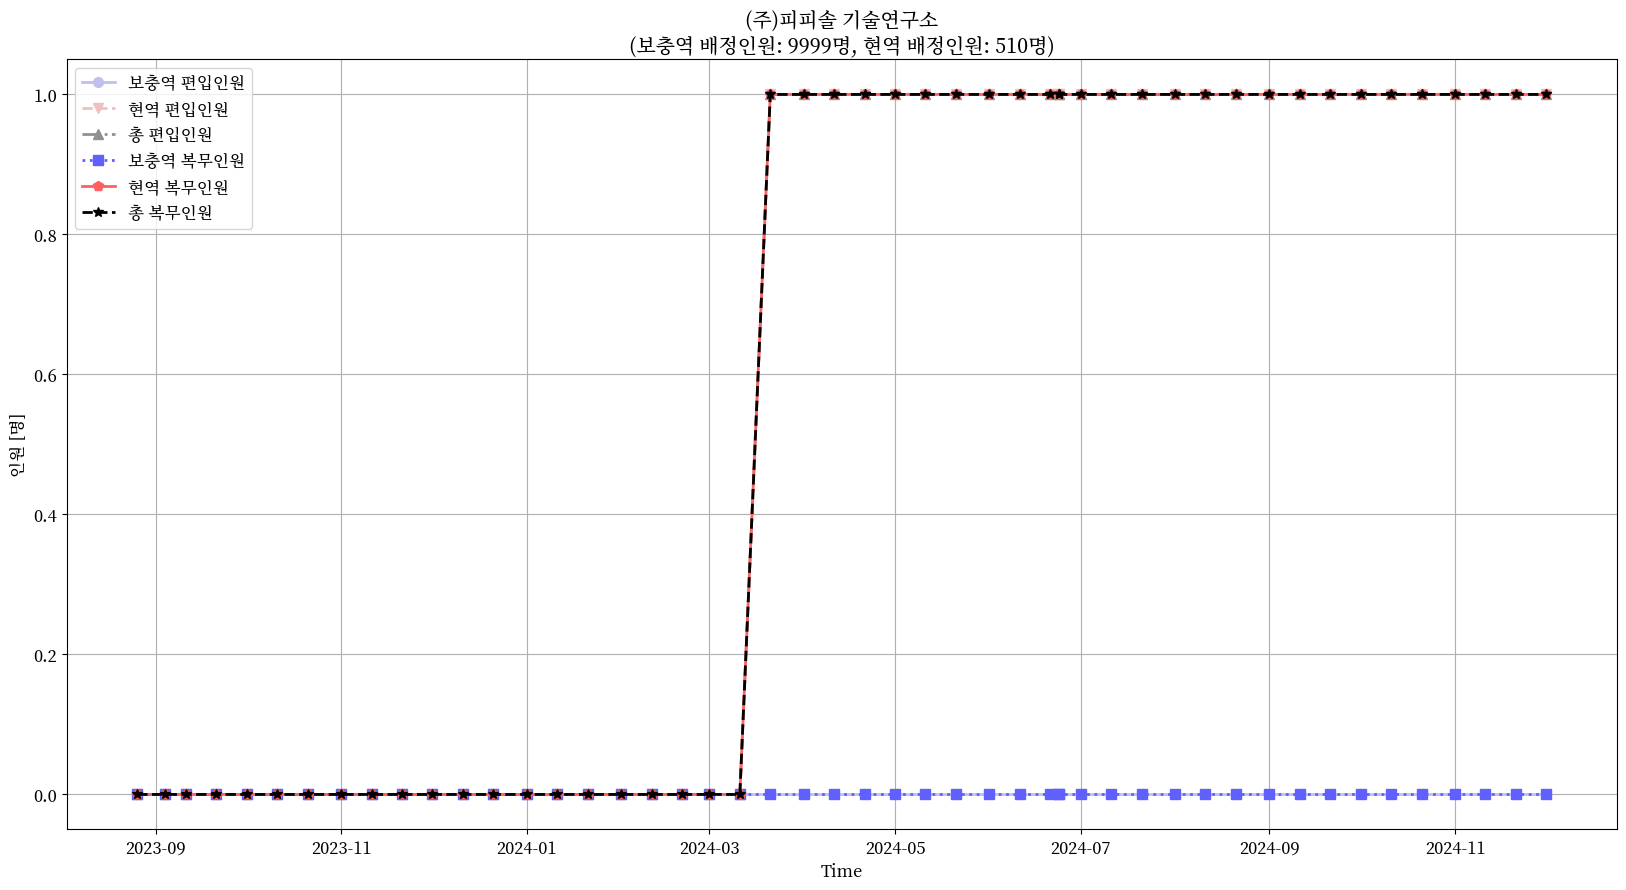 (주)피피솔 기술연구소
(보충역 배정인원: 9999명, 현역 배정인원: 510명)
보충역 편입인원
현역 편입인원
총 편입인원
보충역 복무인원
현역 복무인원
총 복무인원
1.0
0.8
0.6
0.4
0.2
0.0
인원 [명]
2023-09
2023-11
2024-01
2024-03
2024-05
2024-07
2024-09
2024-11
Time